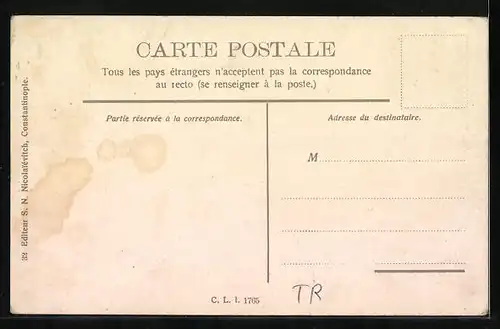 CARTE POSTALE
Tous les pays étrangers n'acceptent pas la correspondance
au recto (se renseigner à la poste.)
Partie réservée à la correspondance.
Adresse du destinataire.
M
22 Editeur S. N. Nicolaïéritch, Constantinople.
C. L. I. 1765
TR